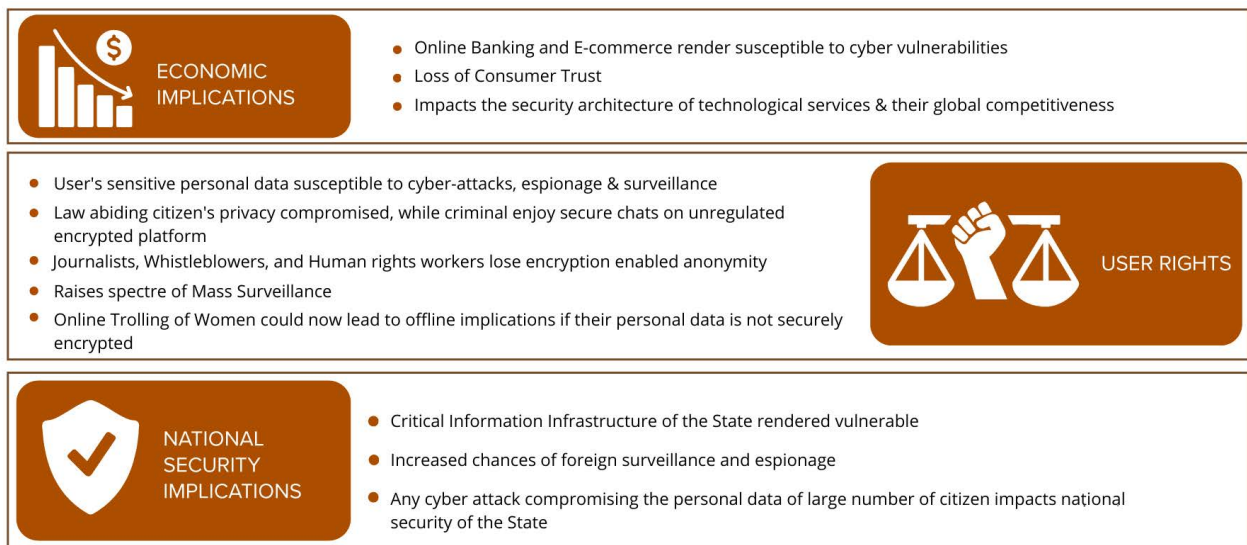 ECONOMIC
IMPLICATIONS
Online Banking and E-commerce render susceptible to cyber vulnerabilities
Loss of Consumer Trust
Impacts the security architecture of technological services & their global competitiveness
User's sensitive personal data susceptible to cyber-attacks, espionage & surveillance
Law abiding citizen's privacy compromised, while criminal enjoy secure chats on unregulated
encrypted platform
Journalists, Whistleblowers, and Human rights workers lose encryption enabled anonymity
Raises spectre of Mass Surveillance
Online Trolling of Women could now lead to offline implications if their personal data is not securely
encrypted
USER RIGHTS
NATIONAL
SECURITY
IMPLICATIONS
Critical Information Infrastructure of the State rendered vulnerable
Increased chances of foreign surveillance and espionage
Any cyber attack compromising the personal data of large number of citizen impacts national
security of the State